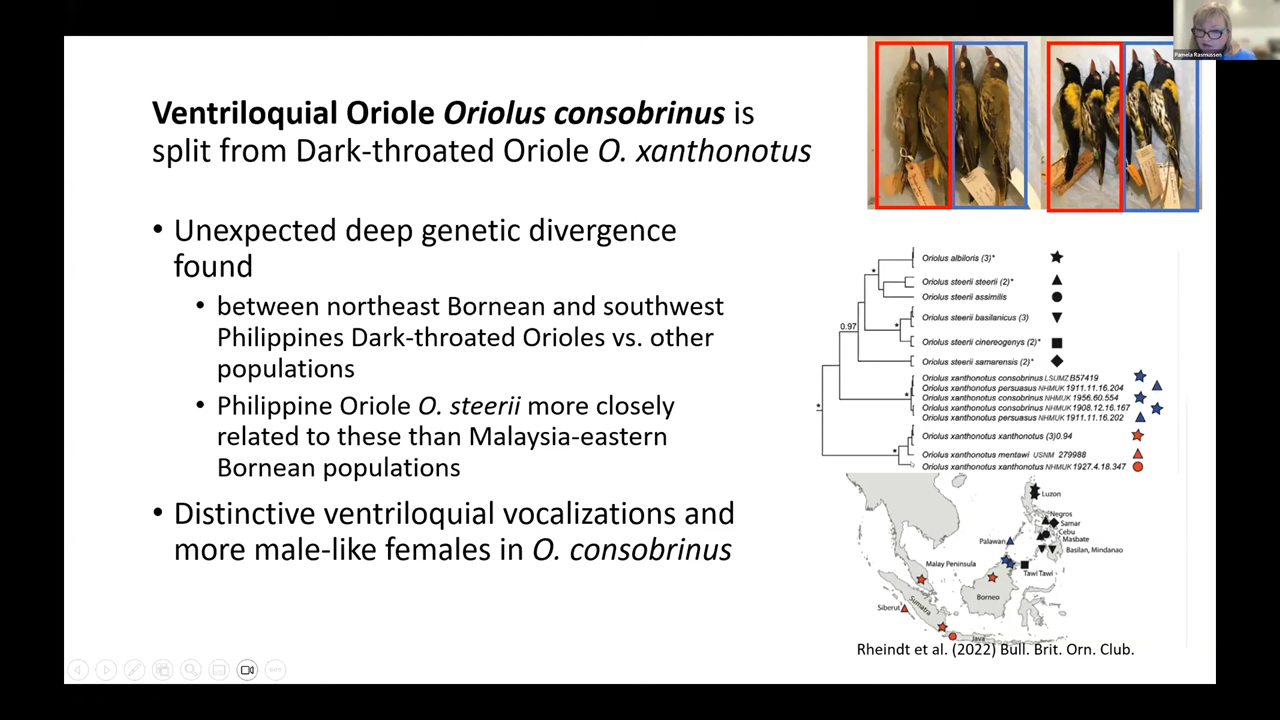 Pamela Rasmussen
Ventriloquial Oriole Oriolus consobrinus is
split from Dark-throated Oriole O. xanthonotus
• Unexpected deep genetic divergence
found
• between northeast Bornean and southwest
Philippines Dark-throated Orioles vs. other
populations
• Philippine Oriole O. steerii more closely
related to these than Malaysia-eastern
Bornean populations
• Distinctive ventriloquial vocalizations and
more male-like females in O. consobrinus
Oriolus albiloris (3)*
Oriolus steerii steerii (2)*
Oriolus steerii assimilis
Oriolus steerii basilanicus (3)
Oriolus steerii cinereogenys (2)*
Oriolus steerii samarensis (2)*
Oriolus xanthonotus consobrinus LSUMZ B57419
Oriolus xanthonotus persuasus NHMUK 1911.11.16.204
Oriolus xanthonotus consobrinus NHMUK 1956.60.554
Oriolus xanthonotus consobrinus NHMUK 1908.12.16.167
Oriolus xanthonotus persuasus NHMUK 1911.11.16.202
Oriolus xanthonotus xanthonotus (3)0.94
Oriolus xanthonotus mentawi USNM 279988
Oriolus xanthonotus xanthonotus NHMUK 1927.4.18.347
*
0.97
*
*
*
*
Luzon
Negros
Samar
Cebu
Masbate
Basilan, Mindanao
Palawan
Tawi Tawi
Malay Peninsula
Borneo
Siberut
Sumatra
Java
Rheindt et al. (2022) Bull. Brit. Orn. Club.